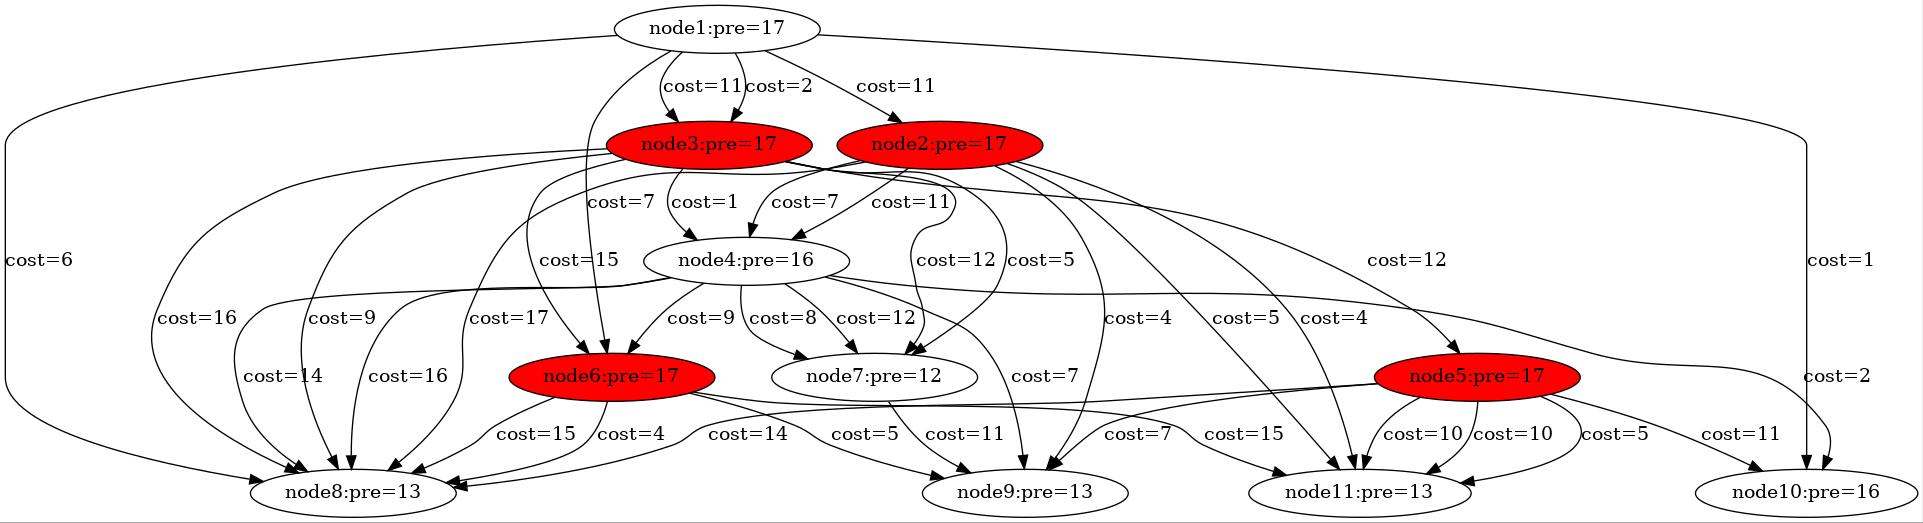 node1:pre=17
cost=11
cost=2
cost=11
node3:pre=17
node2:pre=17
cost=7
cost=1
cost=7
cost=11
cost=6
cost=15
node4:pre=16
cost=12
cost=5
cost=12
cost=1
cost=16
cost=9
cost=17
cost=9
cost=8
cost=12
cost=4
cost=5
cost=4
cost=14
cost=16
node6:pre=17
node7:pre=12
cost=7
node5:pre=17
cost=2
cost=15
cost=4
cost=14
cost=5
cost=11
cost=7
cost=15
cost=10
cost=10
cost=5
cost=11
node8:pre=13
node9:pre=13
node11:pre=13
node10:pre=16